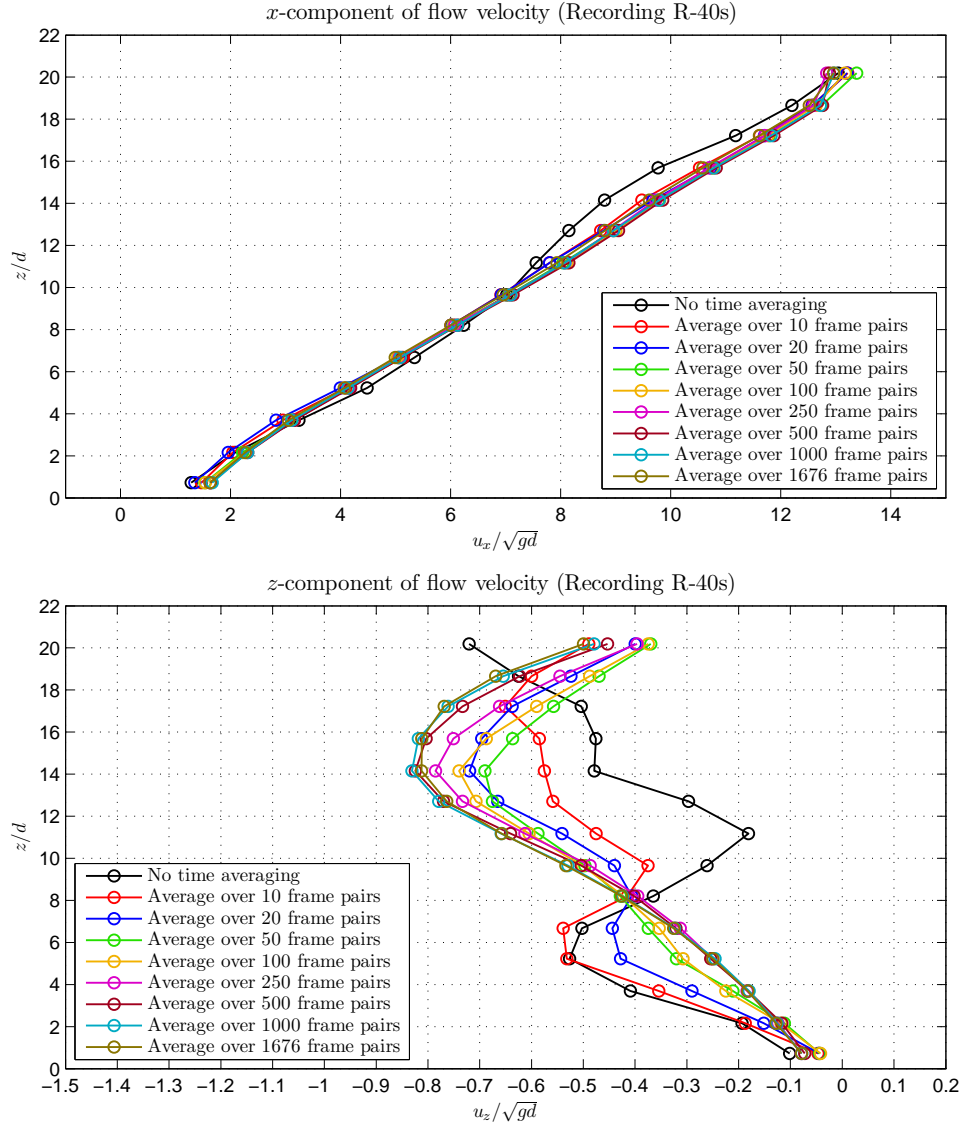 x-component of flow velocity (Recording R-40s)
22
20
18
16
14
12
10
8
6
4
2
0
z/d
No time averaging
Average over 10 frame pairs
Average over 20 frame pairs
Average over 50 frame pairs
Average over 100 frame pairs
Average over 250 frame pairs
Average over 500 frame pairs
Average over 1000 frame pairs
Average over 1676 frame pairs
0 2 4 6 8 10 12 14
u_x/√gd
z-component of flow velocity (Recording R-40s)
22
20
18
16
14
12
10
8
6
4
2
0
z/d
No time averaging
Average over 10 frame pairs
Average over 20 frame pairs
Average over 50 frame pairs
Average over 100 frame pairs
Average over 250 frame pairs
Average over 500 frame pairs
Average over 1000 frame pairs
Average over 1676 frame pairs
−1.5 −1.4 −1.3 −1.2 −1.1 −1 −0.9 −0.8 −0.7 −0.6 −0.5 −0.4 −0.3 −0.2 −0.1 0 0.1 0.2
u_z/√gd